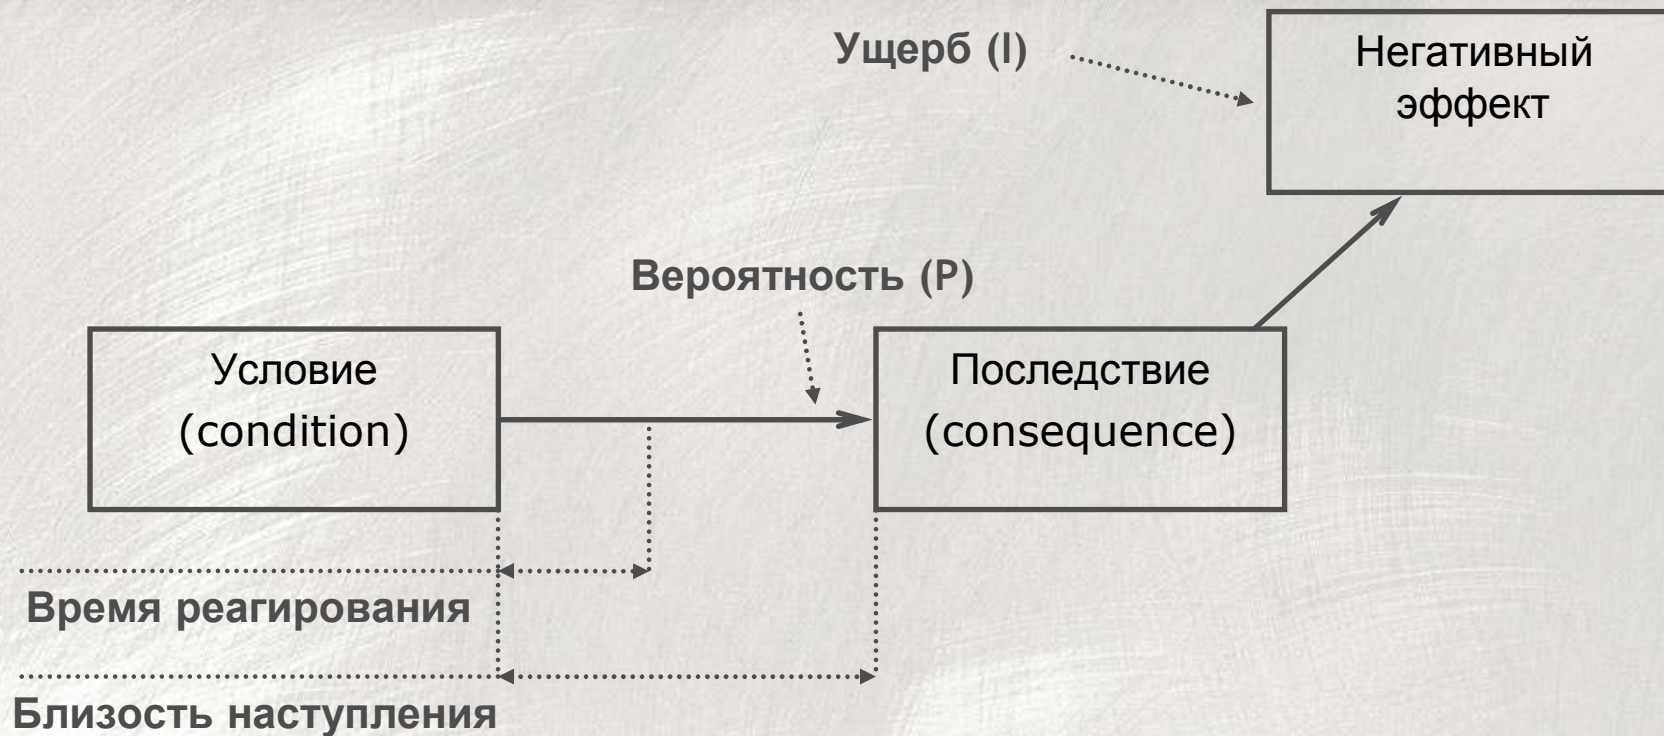 Ущерб (I)
Негативный
эффект
Вероятность (P)
Условие
(condition)
Последствие
(consequence)
Время реагирования
Близость наступления